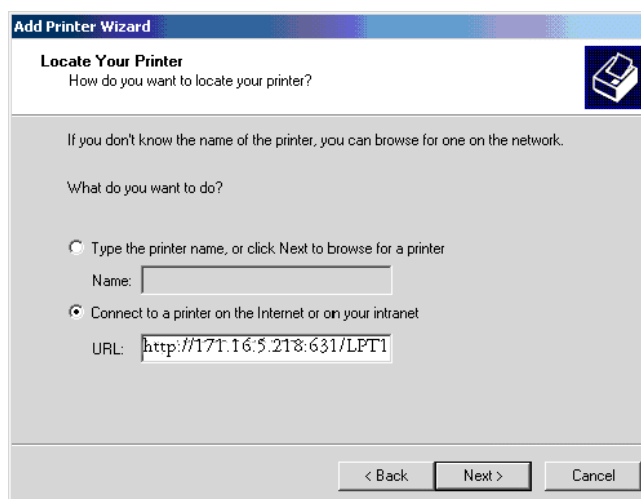 Add Printer Wizard
Locate Your Printer
How do you want to locate your printer?
If you don't know the name of the printer, you can browse for one on the network.
What do you want to do?
Type the printer name, or click Next to browse for a printer
Name:
Connect to a printer on the Internet or on your intranet
URL: http://171.16.5.218:631/LPT1
< Back Next > Cancel